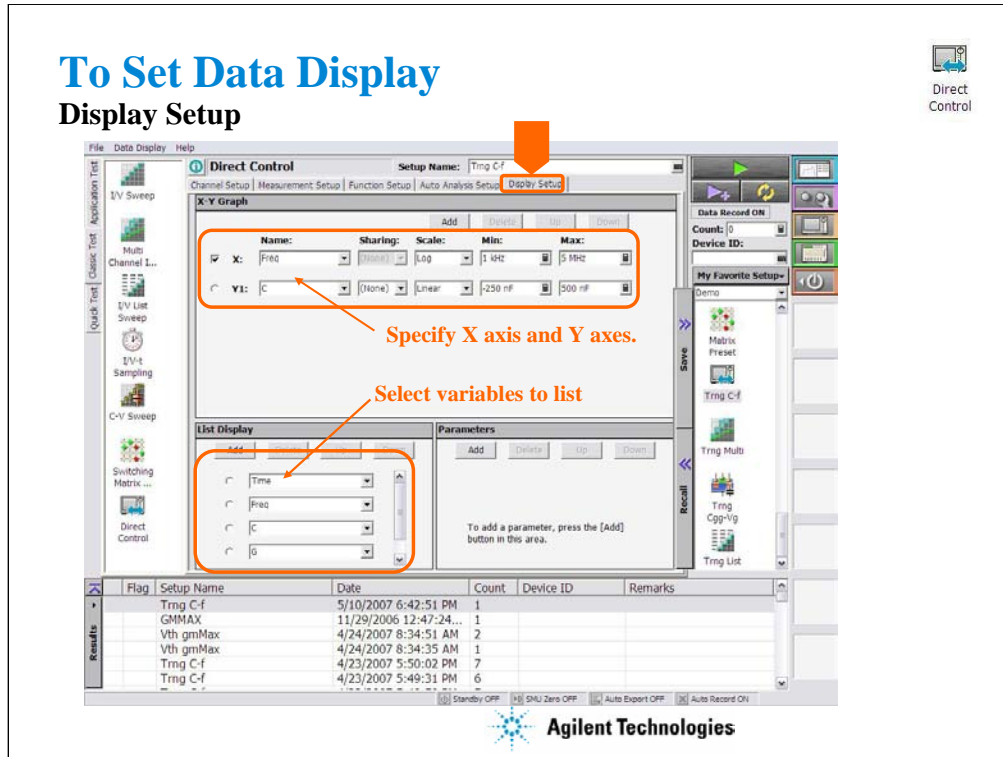 To Set Data Display
Display Setup
Direct
Control
File Data Display Help
Quick Test Classic Test Application Test
I/V Sweep
Multi
Channel I...
I/V List
Sweep
I/V-t
Sampling
C-V Sweep
Switching
Matrix ...
Direct
Control
Direct Control
Setup Name: Trng C-f
Channel Setup Measurement Setup Function Setup Auto Analysis Setup Display Setup
X-Y Graph
Add Delete Up Down
Name: Sharing: Scale: Min: Max:
X: Freq (None) Log 1 kHz 5 MHz
Y1: C (None) Linear -250 nF 500 nF
Specify X axis and Y axes.
Select variables to list
List Display
Add Delete Up Down
Time
Freq
C
G
Parameters
Add Delete Up Down
To add a parameter, press the [Add]
button in this area.
Save
Recall
Data Record ON
Count: 0
Device ID:
My Favorite Setup
Demo
Matrix
Preset
Trng C-f
Trng Multi
Trng
Cgg-Vg
Trng List
Results
Flag Setup Name Date Count Device ID Remarks
Trng C-f 5/10/2007 6:42:51 PM 1
GMMAX 11/29/2006 12:47:24... 1
Vth gmMax 4/24/2007 8:34:51 AM 2
Vth gmMax 4/24/2007 8:34:35 AM 1
Trng C-f 4/23/2007 5:50:02 PM 7
Trng C-f 4/23/2007 5:49:31 PM 6
Standby OFF SMU Zero OFF Auto Export OFF Auto Record ON
Agilent Technologies